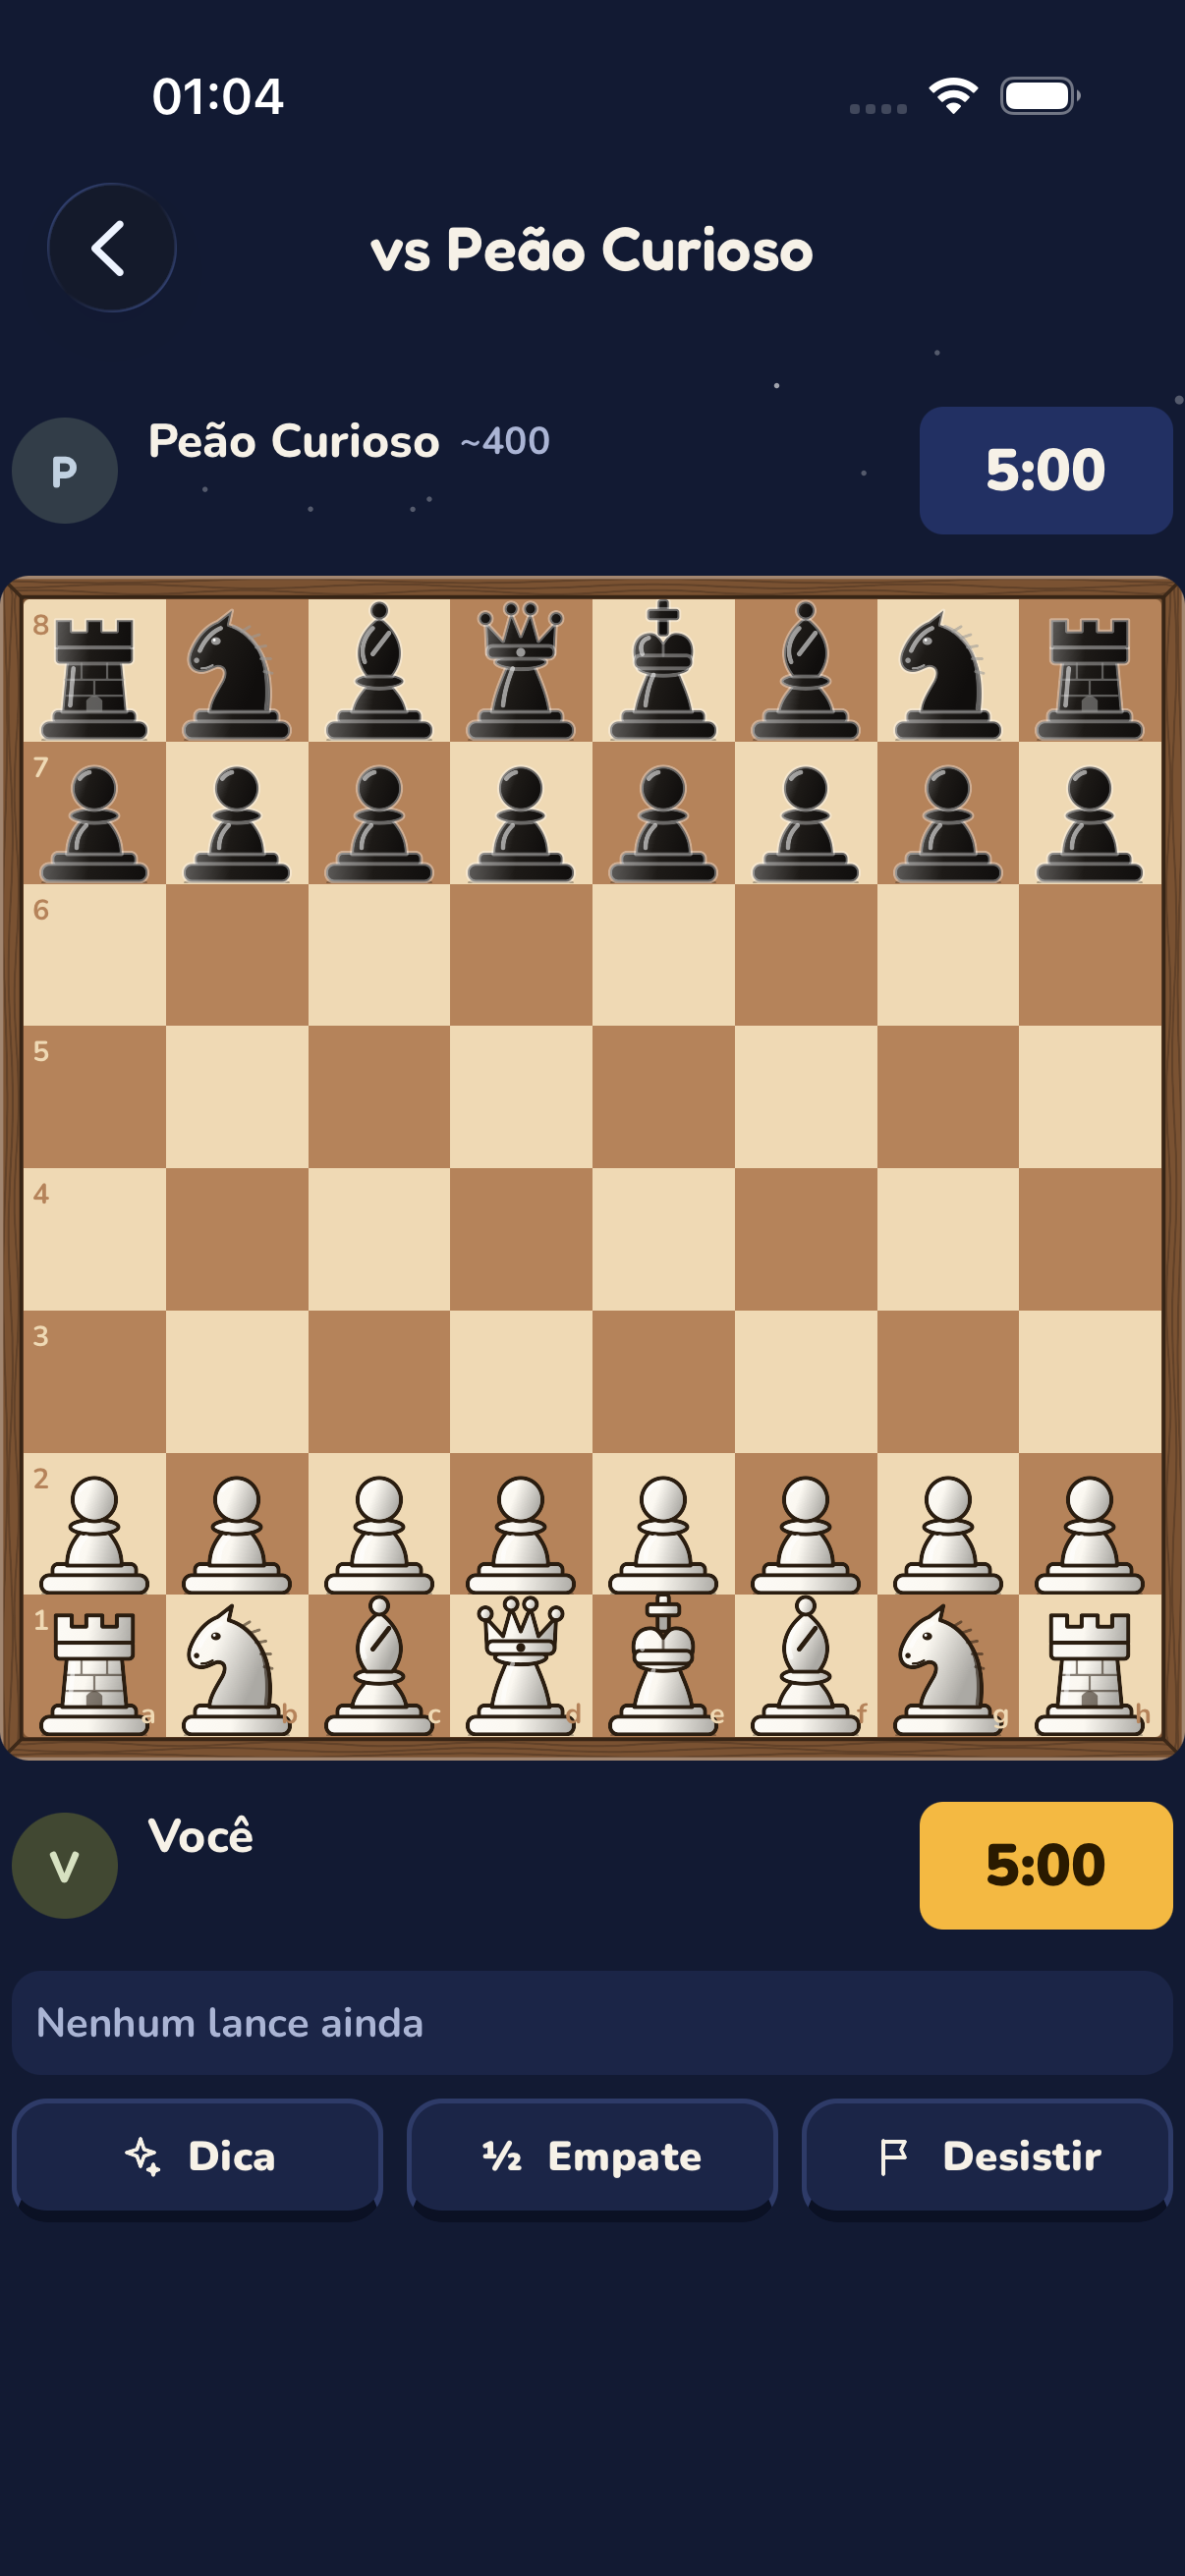 01:04
vs Peão Curioso
P
Peão Curioso ~400
5:00
8
7
6
5
4
3
2
1
a b c d e f g h
V
Você
5:00
Nenhum lance ainda
Dica
½ Empate
Desistir